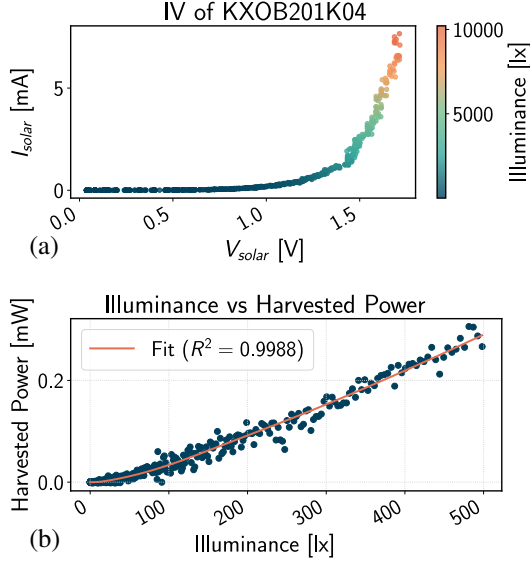 IV of KXOB201K04
I_solar [mA]
5
0
0.0
0.5
1.0
1.5
V_solar [V]
10000
5000
Illuminance [lx]
(a)
Illuminance vs Harvested Power
Fit (R² = 0.9988)
Harvested Power [mW]
0.2
0.0
0
100
200
300
400
500
Illuminance [lx]
(b)